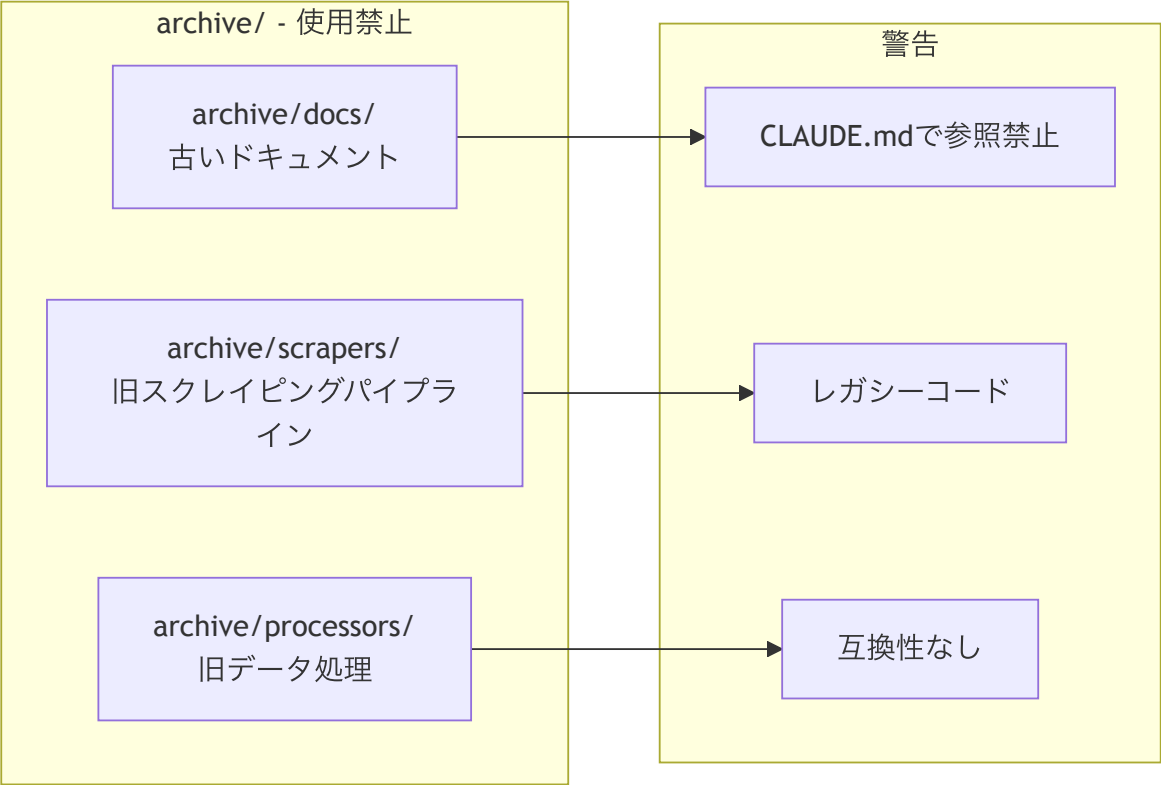 archive/ - 使用禁止
archive/docs/
古いドキュメント
archive/scrapers/
旧スクレイピングパイプラ
イン
archive/processors/
旧データ処理
警告
CLAUDE.mdで参照禁止
レガシーコード
互換性なし